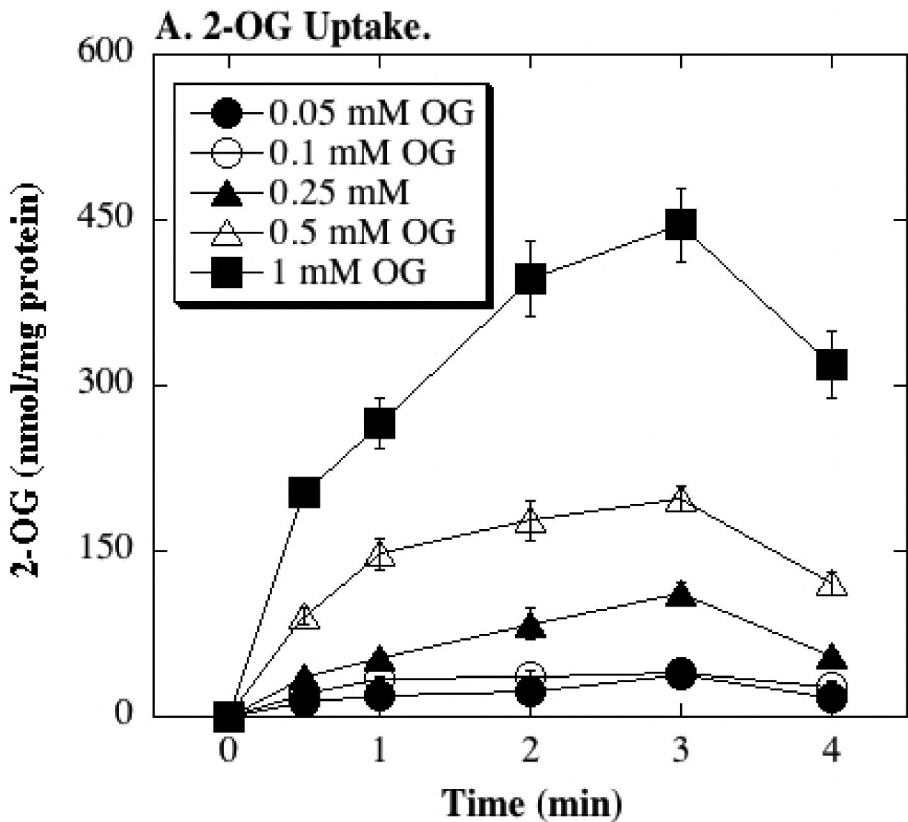 A. 2-OG Uptake.
600
0.05 mM OG
0.1 mM OG
0.25 mM
0.5 mM OG
1 mM OG
450
300
150
0
2-OG (nmol/mg protein)
0 1 2 3 4
Time (min)